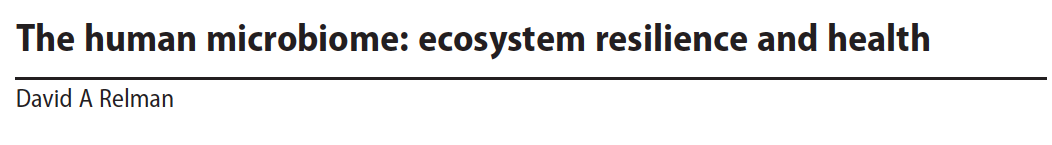 The human microbiome: ecosystem resilience and health
David A Relman